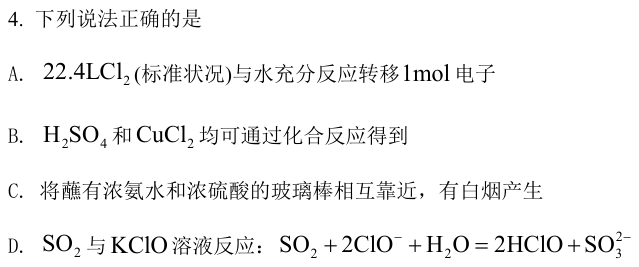 4. 下列说法正确的是
A. 22.4LCl₂(标准状况)与水充分反应转移1mol电子
B. H₂SO₄和CuCl₂均可通过化合反应得到
C. 将蘸有浓氨水和浓硫酸的玻璃棒相互靠近，有白烟产生
D. SO₂与KClO溶液反应：SO₂+2ClO⁻+H₂O=2HClO+SO₃²⁻